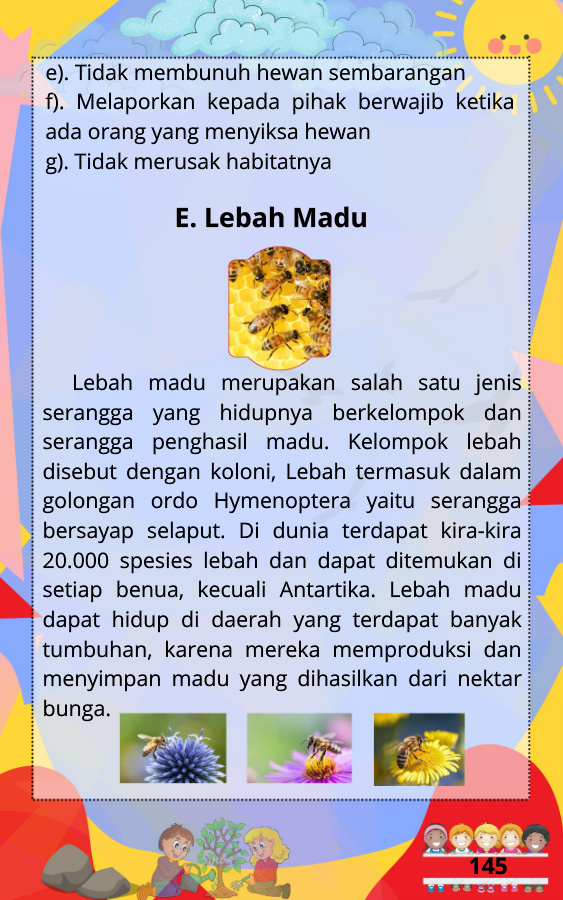 e). Tidak membunuh hewan sembarangan
f). Melaporkan kepada pihak berwajib ketika
ada orang yang menyiksa hewan
g). Tidak merusak habitatnya
E. Lebah Madu
Lebah madu merupakan salah satu jenis
serangga yang hidupnya berkelompok dan
serangga penghasil madu. Kelompok lebah
disebut dengan koloni, Lebah termasuk dalam
golongan ordo Hymenoptera yaitu serangga
bersayap selaput. Di dunia terdapat kira-kira
20.000 spesies lebah dan dapat ditemukan di
setiap benua, kecuali Antartika. Lebah madu
dapat hidup di daerah yang terdapat banyak
tumbuhan, karena mereka memproduksi dan
menyimpan madu yang dihasilkan dari nektar
bunga.
145